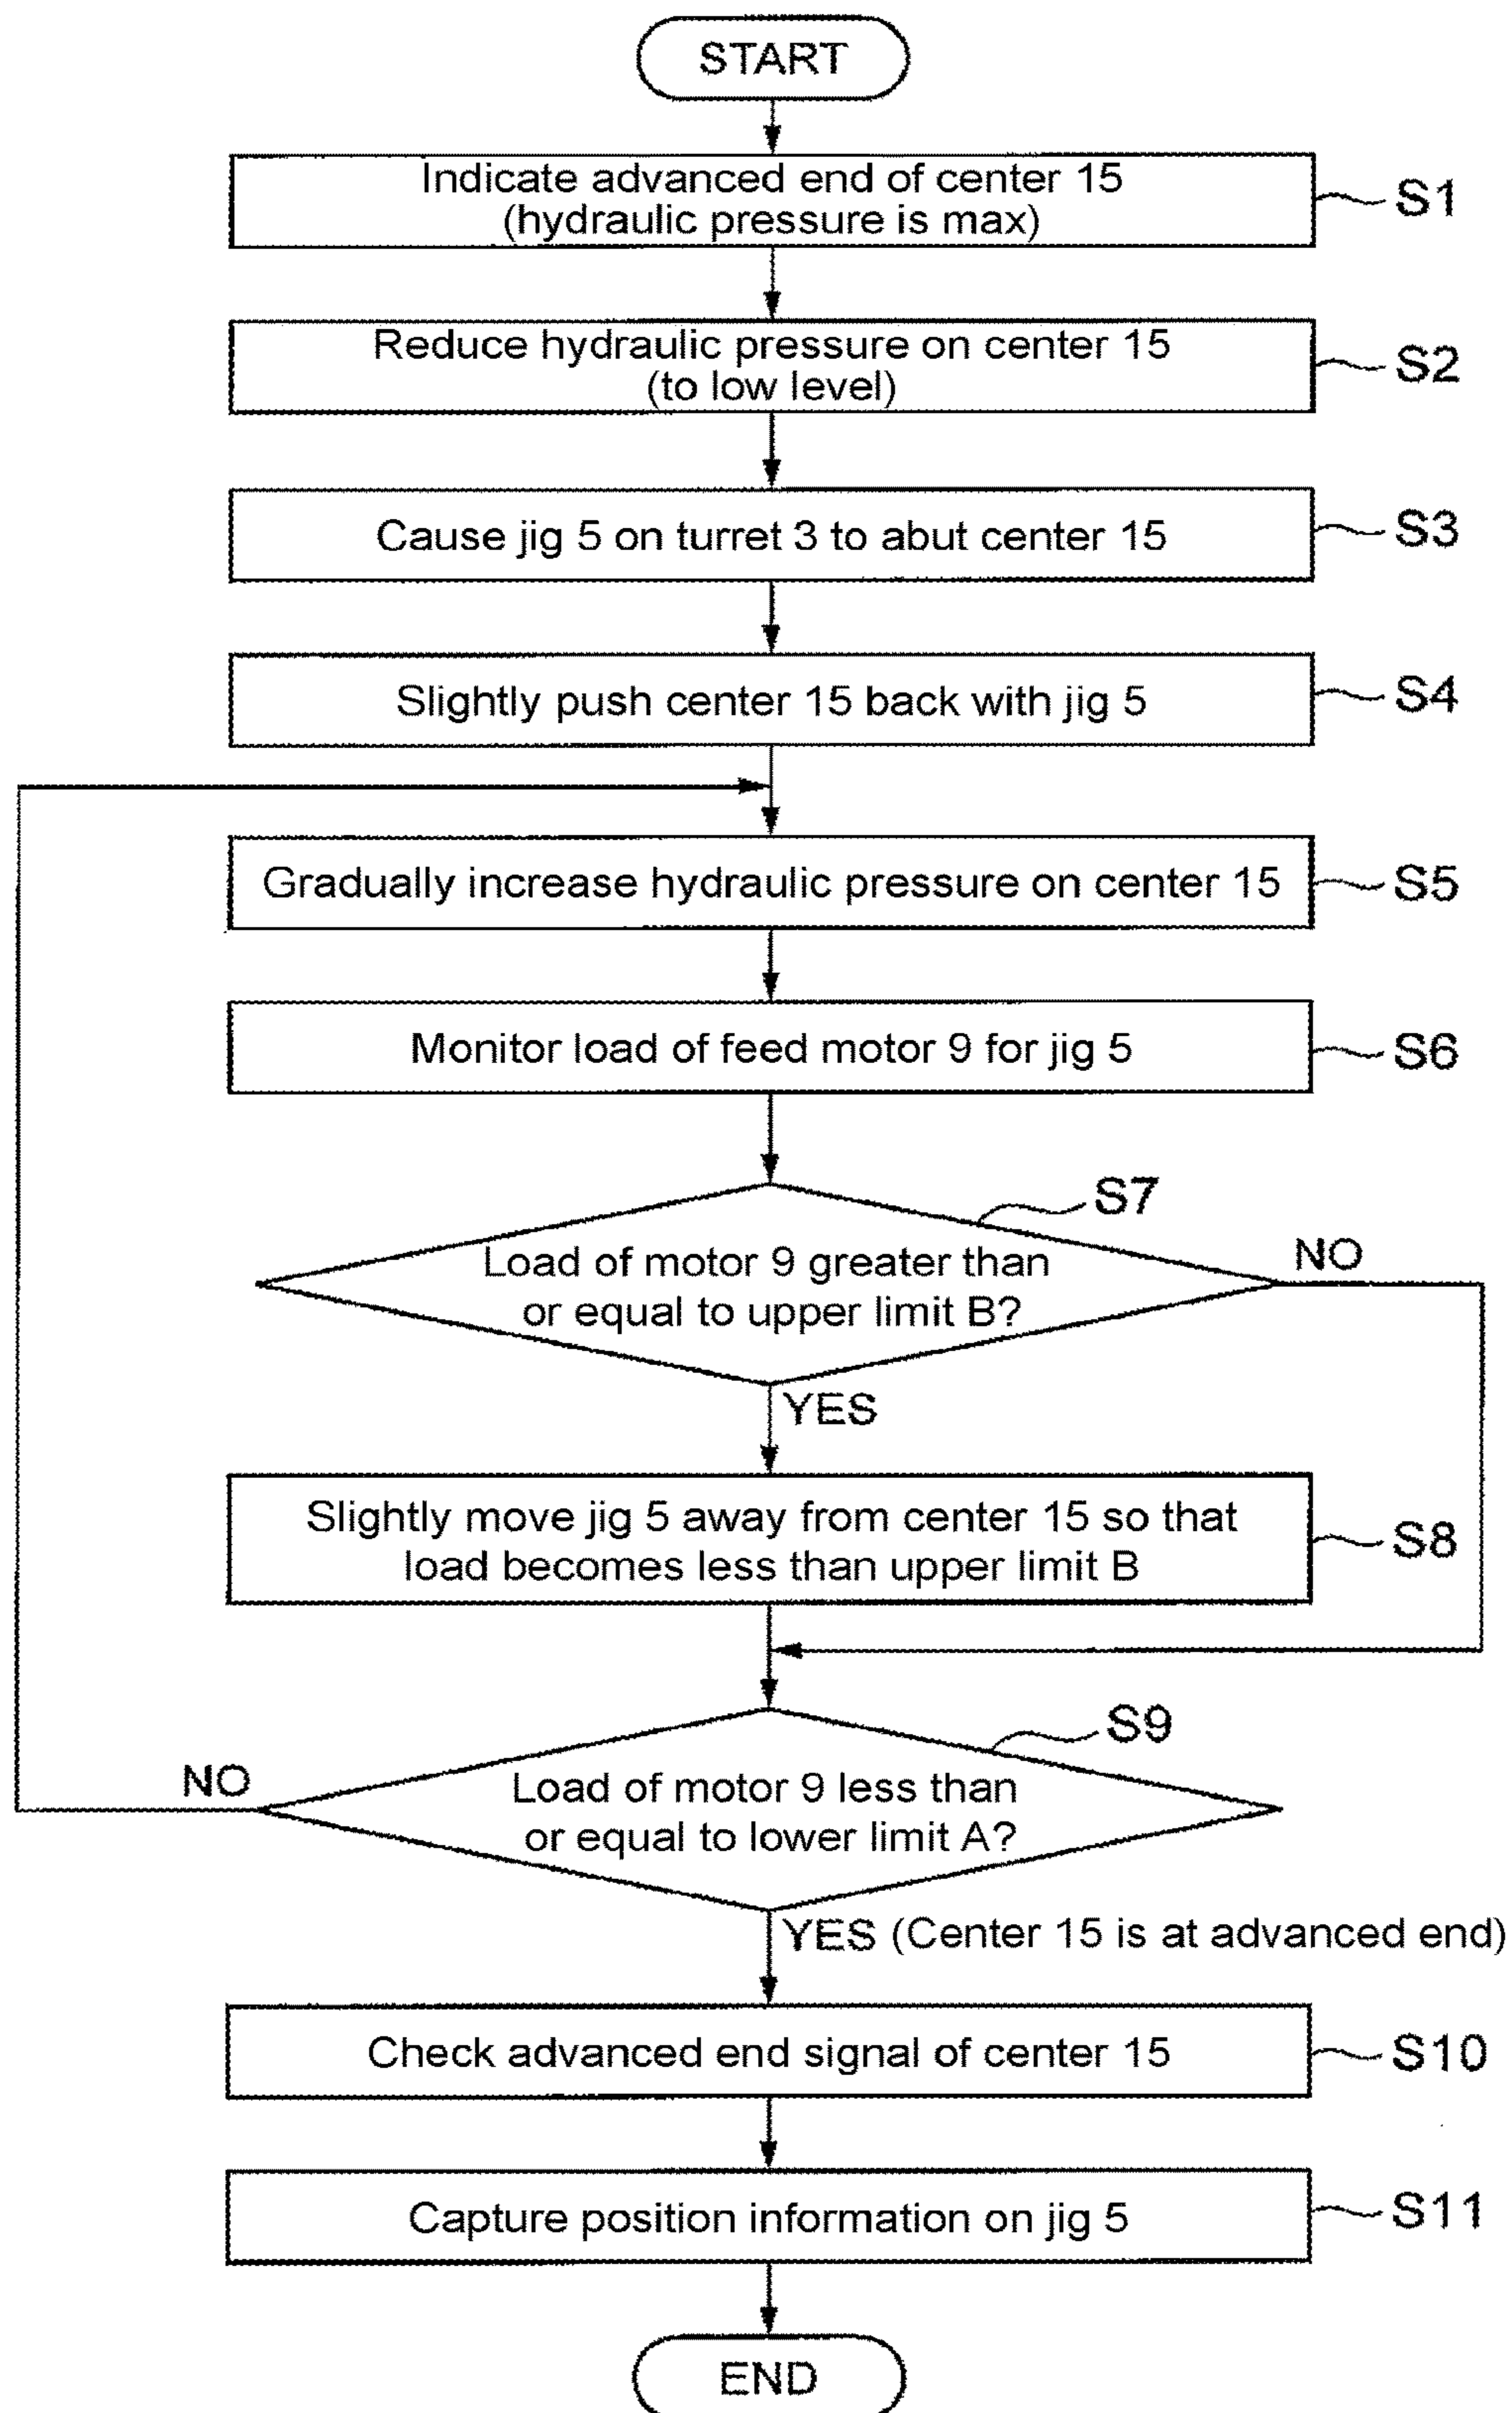 START
Indicate advanced end of center 15
(hydraulic pressure is max)
S1
Reduce hydraulic pressure on center 15
(to low level)
S2
Cause jig 5 on turret 3 to abut center 15
S3
Slightly push center 15 back with jig 5
S4
Gradually increase hydraulic pressure on center 15
S5
Monitor load of feed motor 9 for jig 5
S6
S7
Load of motor 9 greater than
or equal to upper limit B?
NO
YES
Slightly move jig 5 away from center 15 so that
load becomes less than upper limit B
S8
S9
Load of motor 9 less than
or equal to lower limit A?
NO
YES (Center 15 is at advanced end)
Check advanced end signal of center 15
S10
Capture position information on jig 5
S11
END